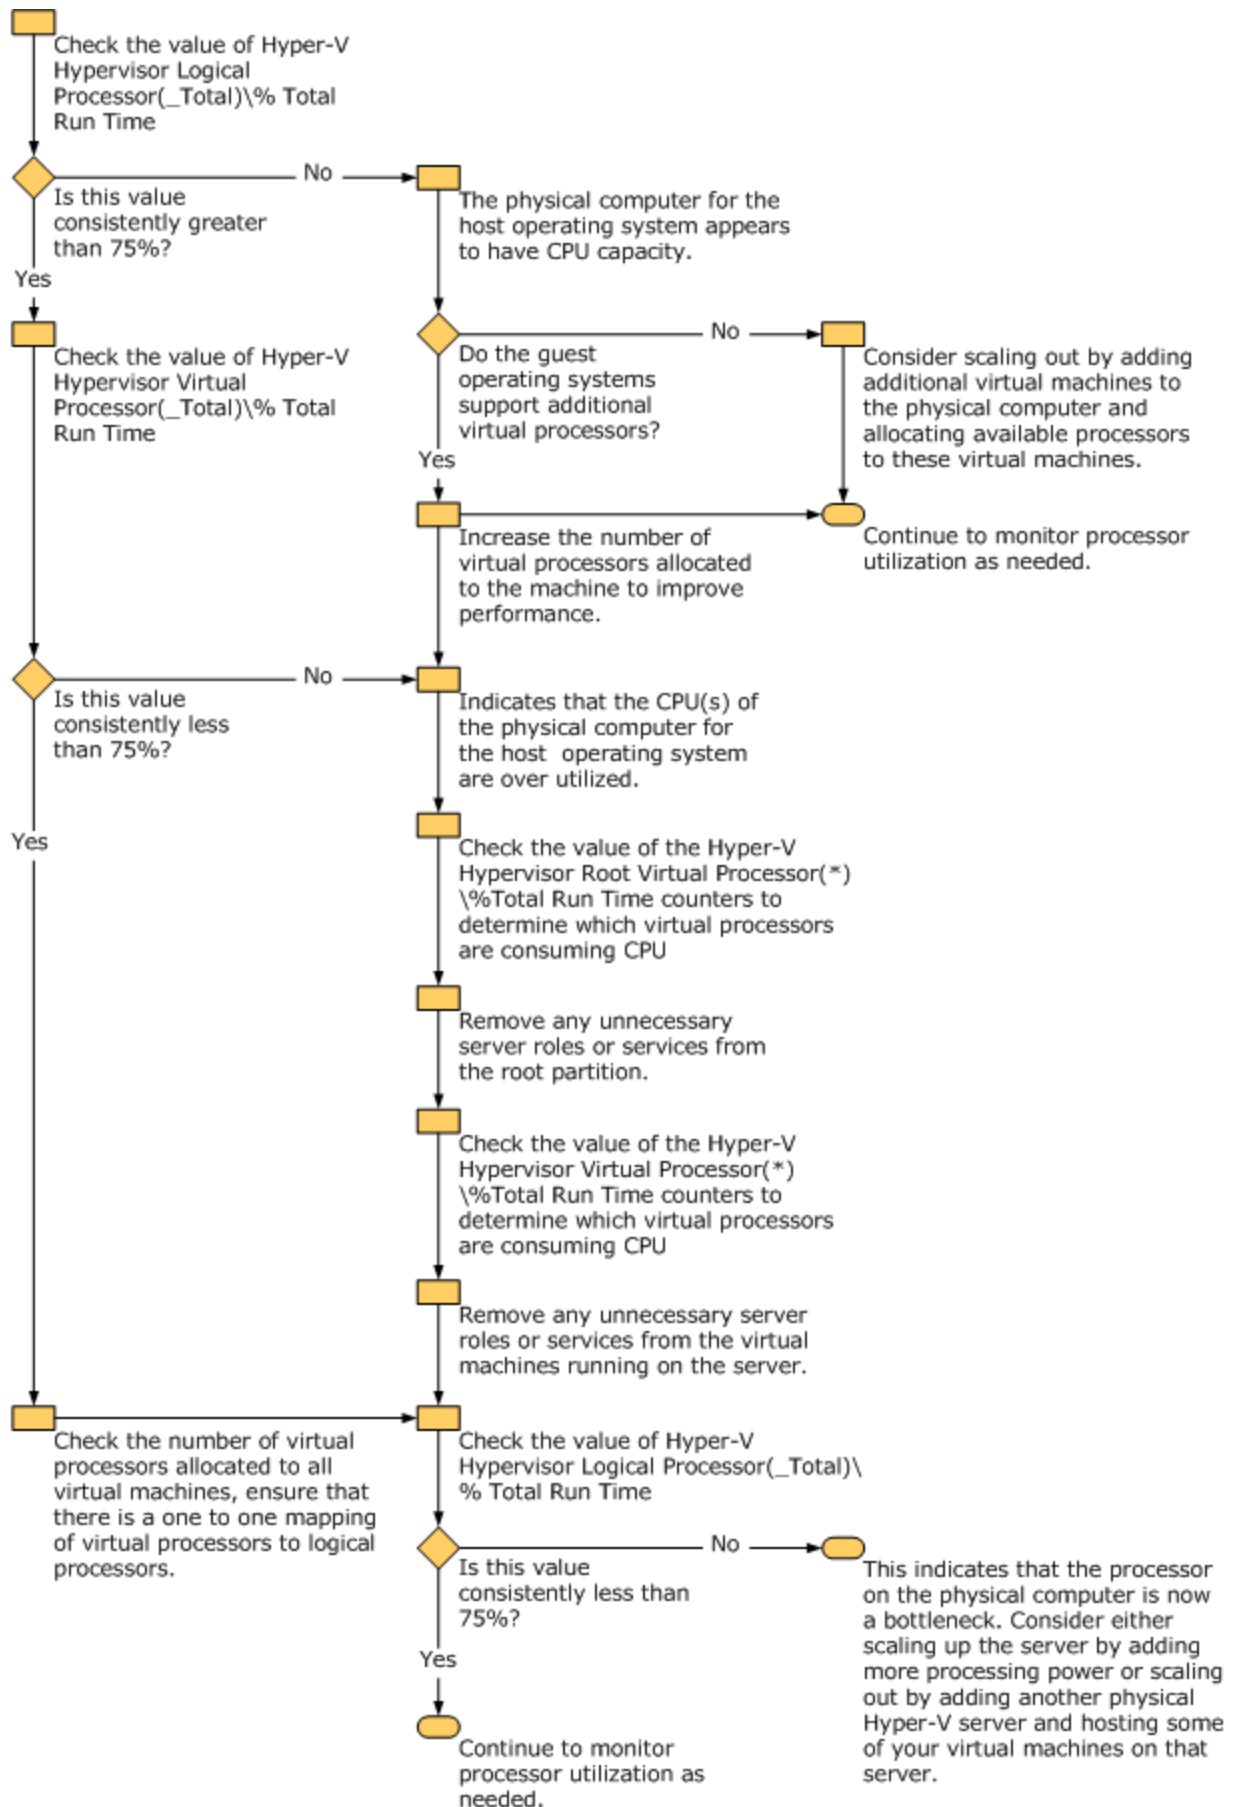 Check the value of Hyper-V
Hypervisor Logical
Processor(_Total)\% Total
Run Time
No
Is this value
consistently greater
than 75%?
The physical computer for the
host operating system appears
to have CPU capacity.
Yes
No
Check the value of Hyper-V
Hypervisor Virtual
Processor(_Total)\% Total
Run Time
Do the guest
operating systems
support additional
virtual processors?
Consider scaling out by adding
additional virtual machines to
the physical computer and
allocating available processors
to these virtual machines.
Yes
Increase the number of
virtual processors allocated
to the machine to improve
performance.
Continue to monitor processor
utilization as needed.
No
Is this value
consistently less
than 75%?
Indicates that the CPU(s) of
the physical computer for
the host  operating system
are over utilized.
Yes
Check the value of the Hyper-V
Hypervisor Root Virtual Processor(*)
\%Total Run Time counters to
determine which virtual processors
are consuming CPU
Remove any unnecessary
server roles or services from
the root partition.
Check the value of the Hyper-V
Hypervisor Virtual Processor(*)
\%Total Run Time counters to
determine which virtual processors
are consuming CPU
Remove any unnecessary server
roles or services from the virtual
machines running on the server.
Check the number of virtual
processors allocated to all
virtual machines, ensure that
there is a one to one mapping
of virtual processors to logical
processors.
Check the value of Hyper-V
Hypervisor Logical Processor(_Total)\
% Total Run Time
No
Is this value
consistently less than
75%?
This indicates that the processor
on the physical computer is now
a bottleneck. Consider either
scaling up the server by adding
more processing power or scaling
out by adding another physical
Hyper-V server and hosting some
of your virtual machines on that
server.
Yes
Continue to monitor
processor utilization as
needed.